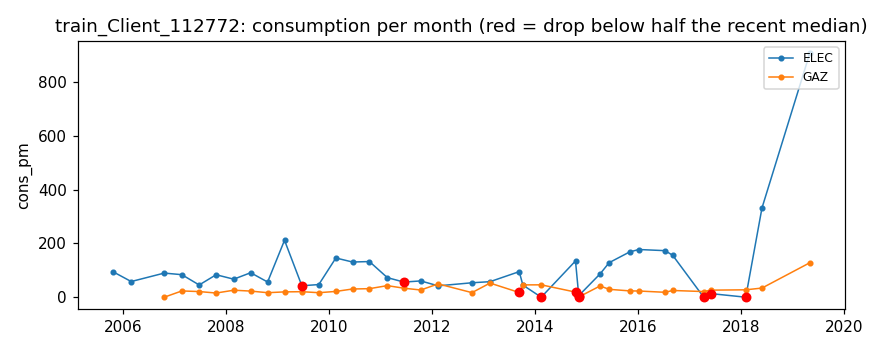 train_Client_112772: consumption per month (red = drop below half the recent median)
cons_pm
800
600
400
200
0
ELEC
GAZ
2006 2008 2010 2012 2014 2016 2018 2020